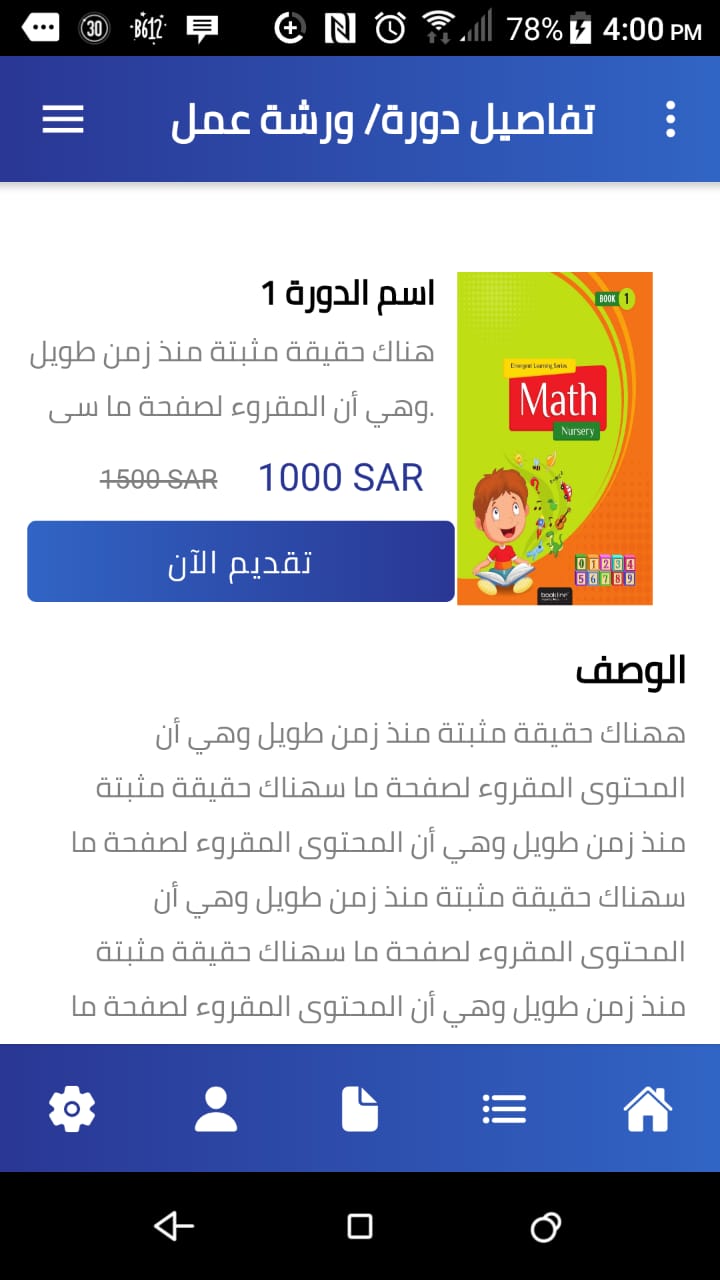 30
B612
78%
4:00 PM
تفاصيل دورة/ ورشة عمل
اسم الدورة 1
هناك حقيقة مثبتة منذ زمن طويل
وهي أن المقروء لصفحة ما سى.
1000 SAR
1500 SAR
تقديم الآن
BOOK 1
Emergent Learning Series
Math
Nursery
0 1 2 3 4
5 6 7 8 9
bookline
الوصف
ههناك حقيقة مثبتة منذ زمن طويل وهي أن
المحتوى المقروء لصفحة ما سهناك حقيقة مثبتة
منذ زمن طويل وهي أن المحتوى المقروء لصفحة ما
سهناك حقيقة مثبتة منذ زمن طويل وهي أن
المحتوى المقروء لصفحة ما سهناك حقيقة مثبتة
منذ زمن طويل وهي أن المحتوى المقروء لصفحة ما